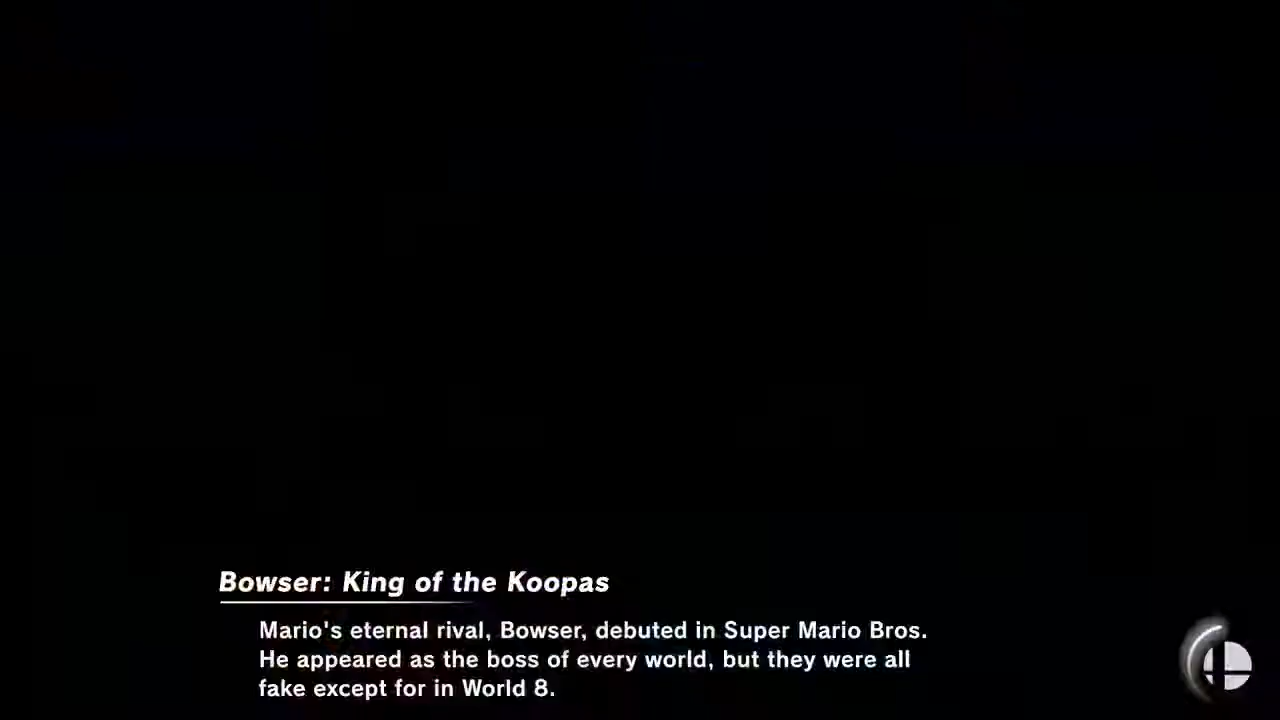 Bowser: King of the Koopas
Mario's eternal rival, Bowser, debuted in Super Mario Bros.
He appeared as the boss of every world, but they were all
fake except for in World 8.